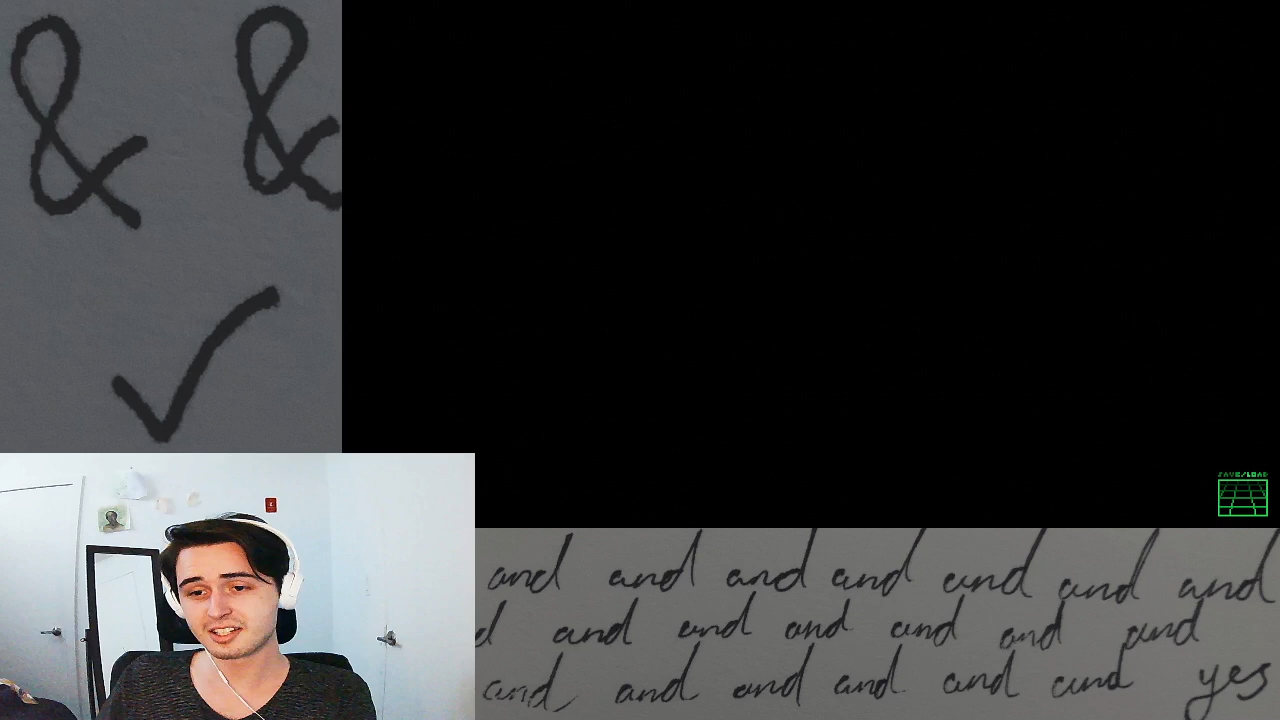 & &
✓
SAVE/LOAD
and and and and and and and
d and and and and and and
and and and and and and yes